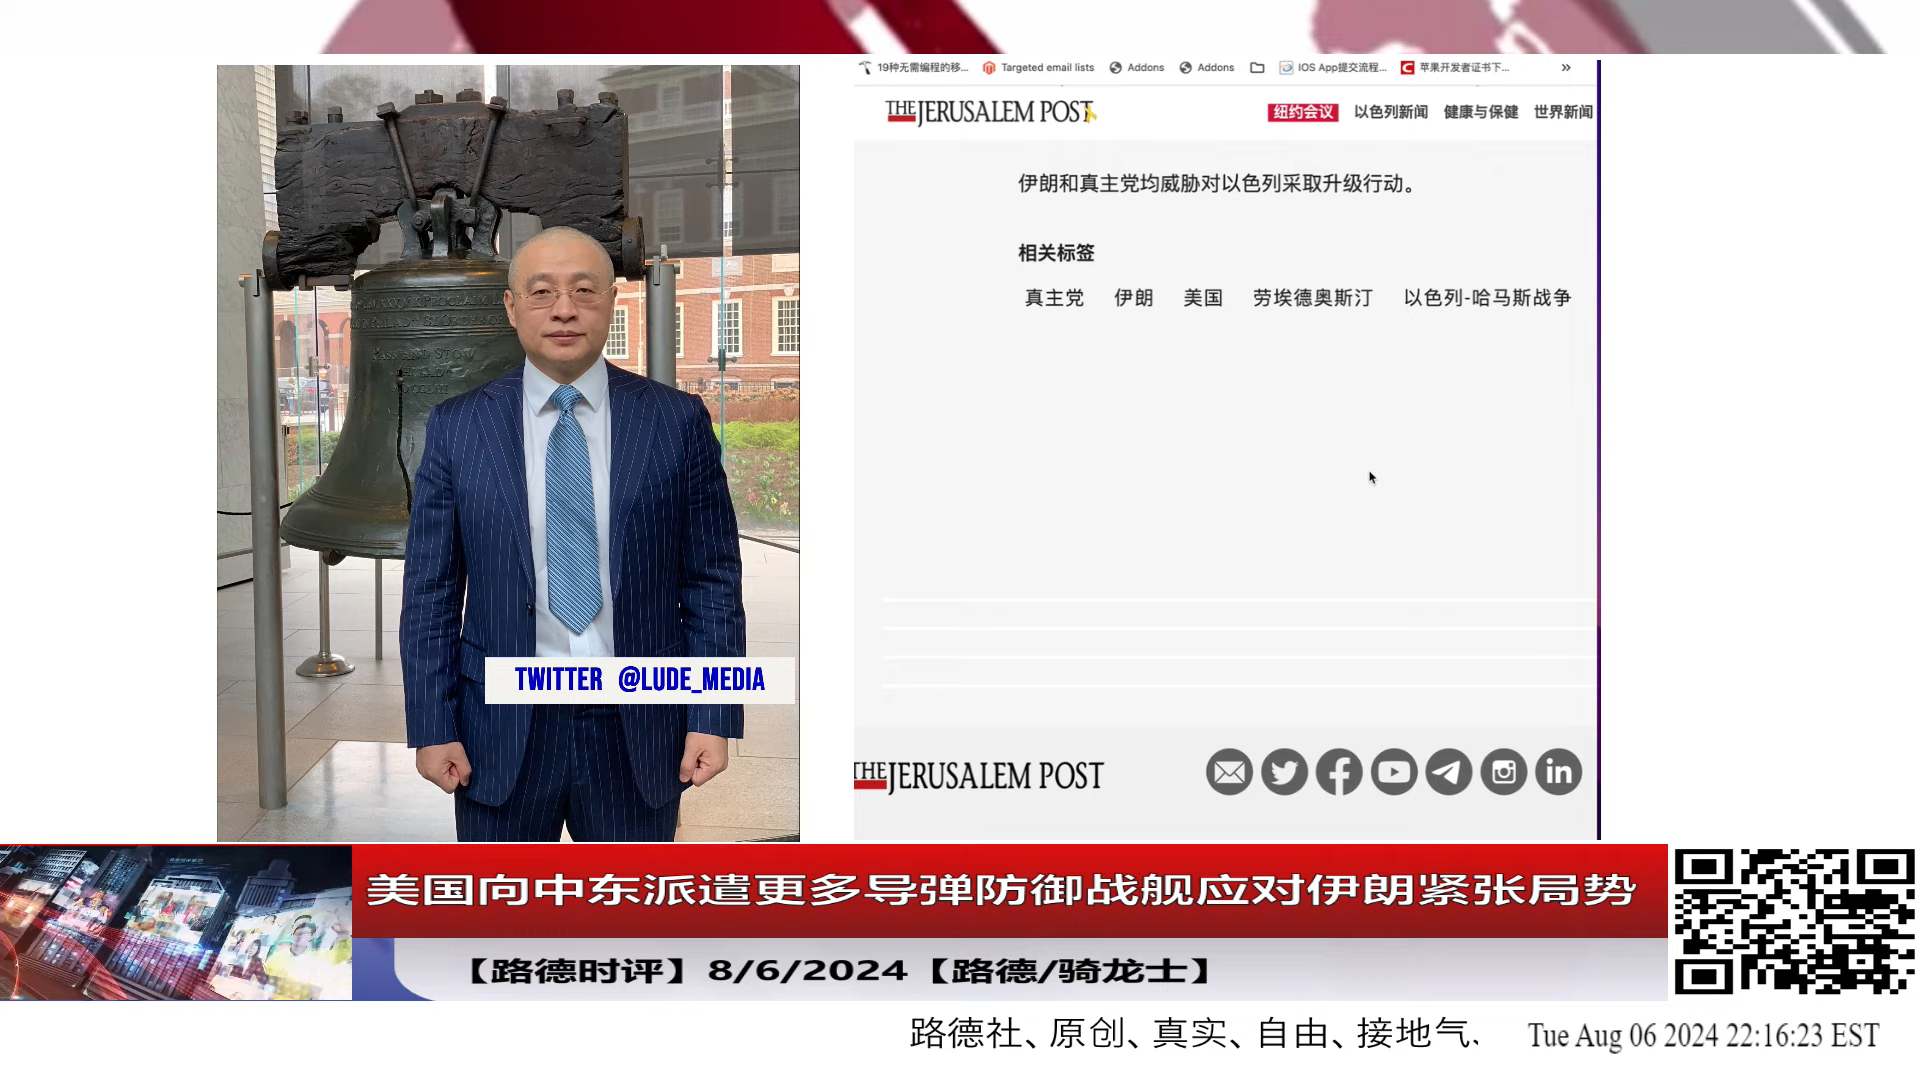 19种无需编程的移...
Targeted email lists
Addons
Addons
IOS App提交流程...
苹果开发者证书下...
»
THE JERUSALEM POST
纽约会议
以色列新闻
健康与保健
世界新闻
伊朗和真主党均威胁对以色列采取升级行动。
相关标签
真主党 伊朗 美国 劳埃德奥斯汀 以色列-哈马斯战争
PASS AND STOW
TWITTER @LUDE_MEDIA
THE JERUSALEM POST
美国向中东派遣更多导弹防御战舰应对伊朗紧张局势
【路德时评】8/6/2024【路德/骑龙士】
路德社、原创、真实、自由、接地气、
Tue Aug 06 2024 22:16:23 EST